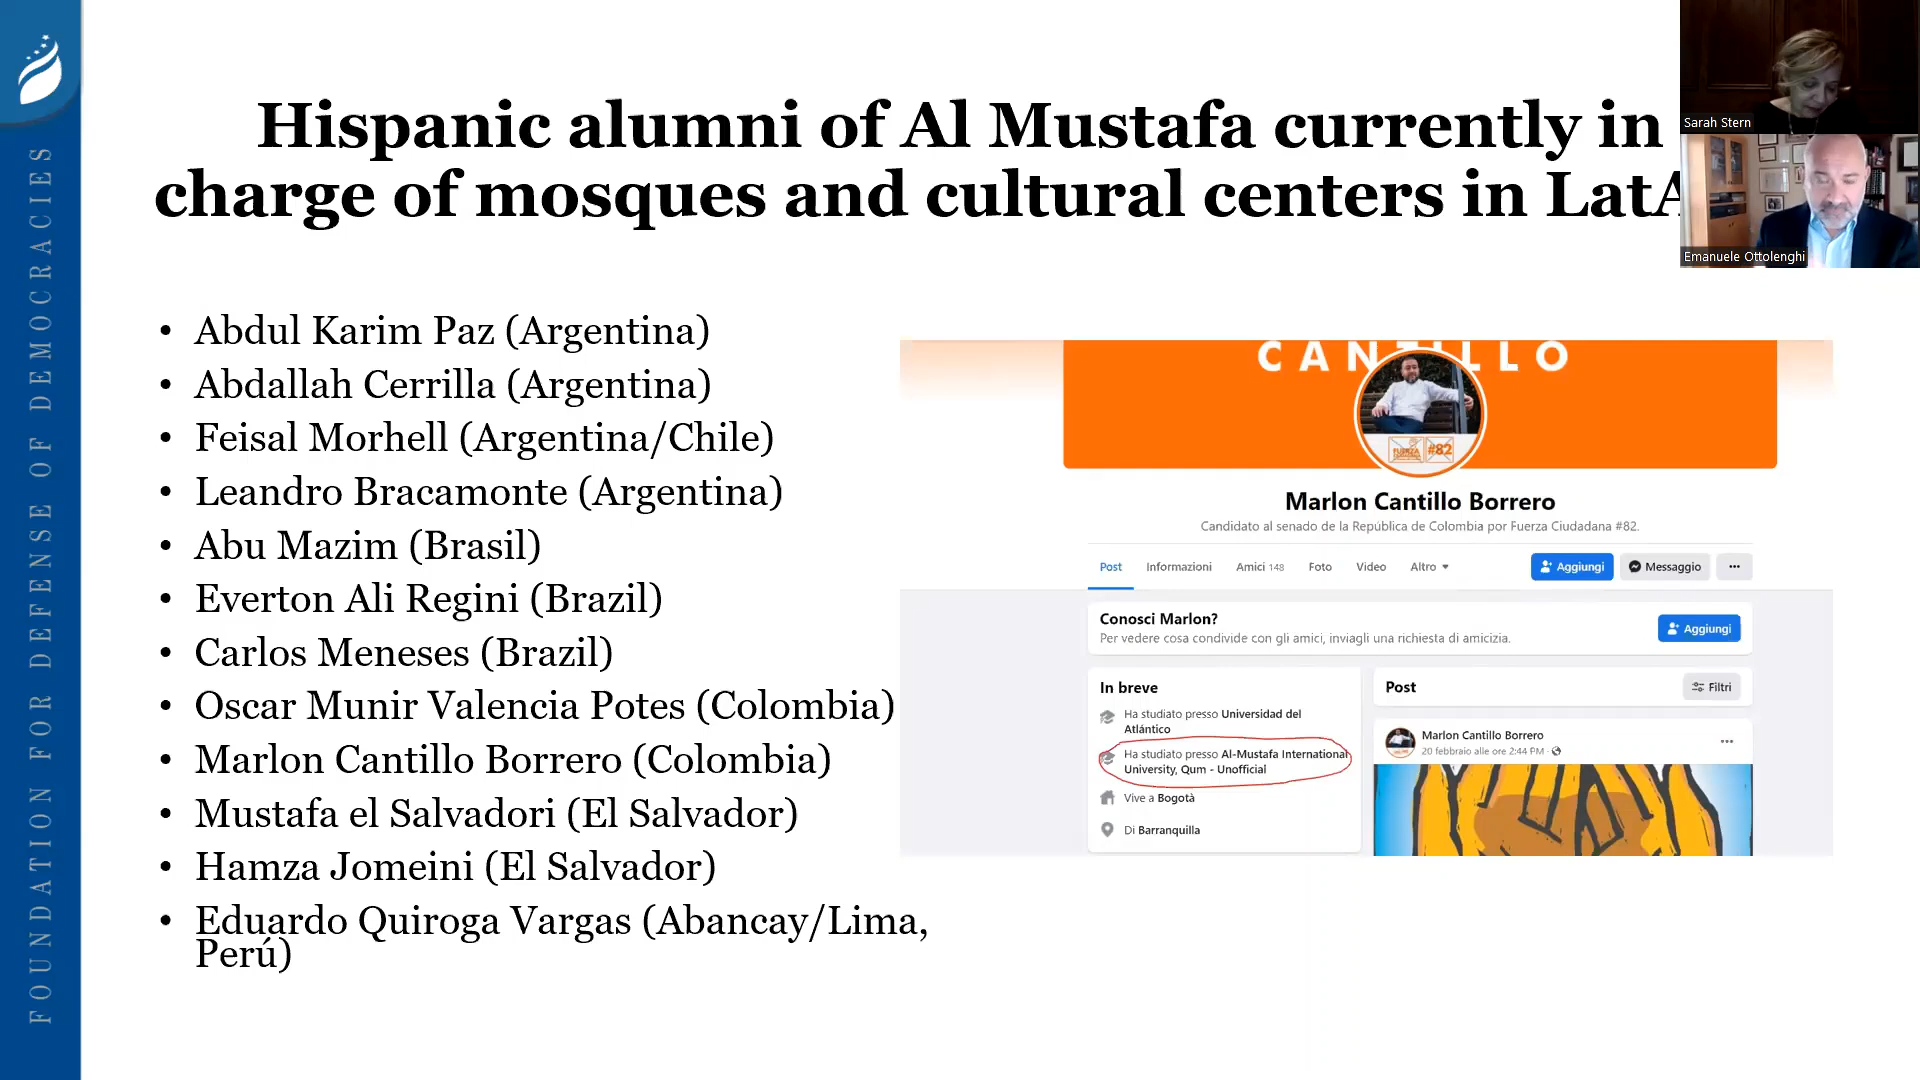 FOUNDATION FOR DEFENSE OF DEMOCRACIES
Hispanic alumni of Al Mustafa currently in
charge of mosques and cultural centers in LatA
Sarah Stern
Emanuele Ottolenghi
• Abdul Karim Paz (Argentina)
• Abdallah Cerrilla (Argentina)
• Feisal Morhell (Argentina/Chile)
• Leandro Bracamonte (Argentina)
• Abu Mazim (Brasil)
• Everton Ali Regini (Brazil)
• Carlos Meneses (Brazil)
• Oscar Munir Valencia Potes (Colombia)
• Marlon Cantillo Borrero (Colombia)
• Mustafa el Salvadori (El Salvador)
• Hamza Jomeini (El Salvador)
• Eduardo Quiroga Vargas (Abancay/Lima,
Perú)
CANTILLO
FUERZA
#82
Marlon Cantillo Borrero
Candidato al senado de la República de Colombia por Fuerza Ciudadana #82.
Post Informazioni Amici 148 Foto Video Altro Aggiungi Messaggio ...
Conosci Marlon?
Per vedere cosa condivide con gli amici, inviagli una richiesta di amicizia.
Aggiungi
In breve
Ha studiato presso Universidad del
Atlántico
Ha studiato presso Al-Mustafa International
University, Qum - Unofficial
Vive a Bogotà
Di Barranquilla
Post
Filtri
Marlon Cantillo Borrero
20 febbraio alle ore 2:44 PM ·
...